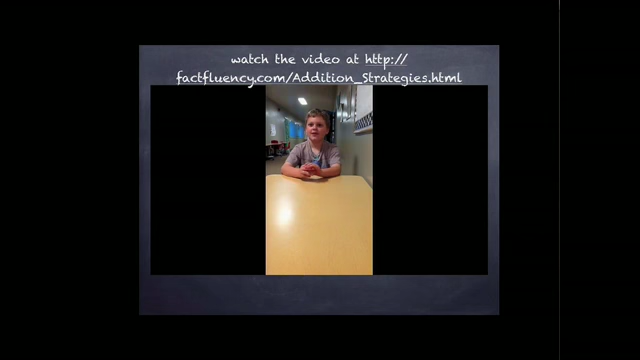 watch the video at http://
factfluency.com/Addition_Strategies.html